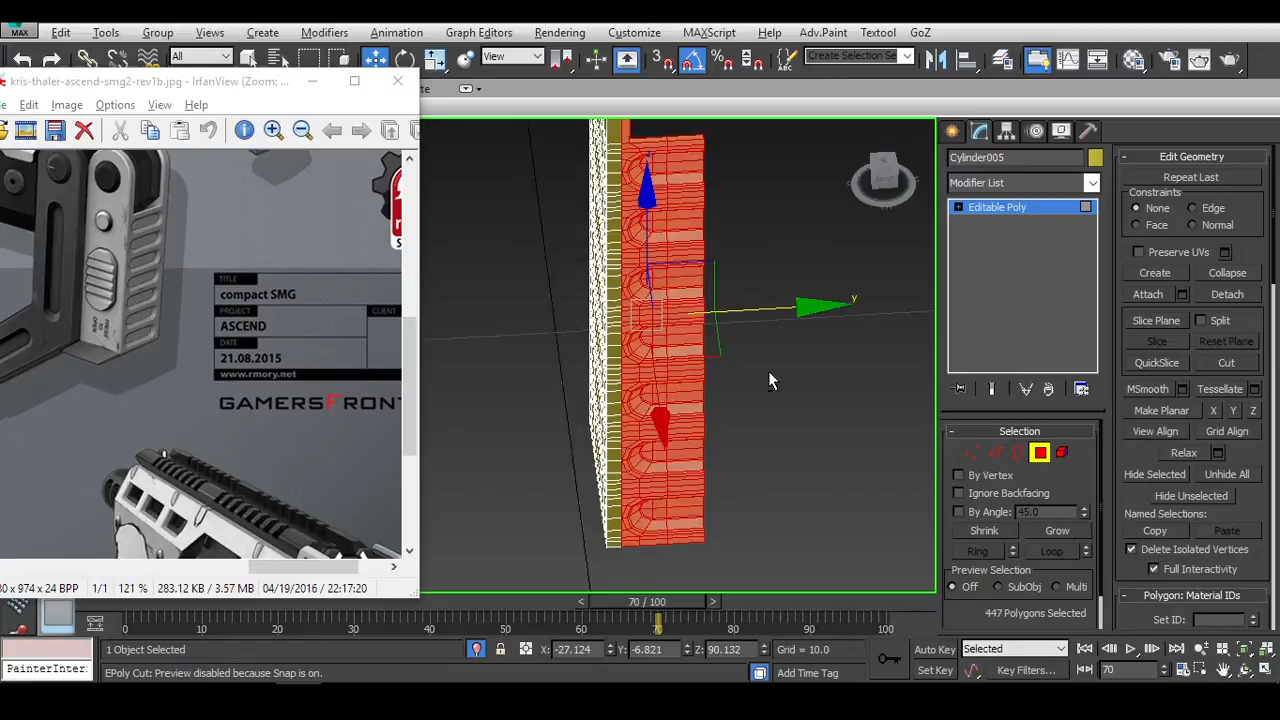 MAX
Edit
Tools
Group
Views
Create
Modifiers
Animation
Graph Editors
Rendering
Customize
MAXScript
Help
Adv.Paint
Textool
GoZ
All
View
3
Create Selection Se
kris-thaler-ascend-smg2-rev1b.jpg - IrfanView (Zoom: ...
Edit
Image
Options
View
Help
PRESS
TO
OPEN
TITLE
compact SMG
PROJECT
CLIENT
ASCEND
DATE
21.08.2015
www.rmory.net
GAMERSFRONT
x 974 x 24 BPP
1/1
121 %
283.12 KB / 3.57 MB
04/19/2016 / 22:17:20
z
y
Cylinder005
Modifier List
Editable Poly
Selection
By Vertex
Ignore Backfacing
By Angle:
45.0
Shrink
Grow
Ring
Loop
Preview Selection
Off
SubObj
Multi
447 Polygons Selected
Edit Geometry
Repeat Last
Constraints
None
Edge
Face
Normal
Preserve UVs
Create
Collapse
Attach
Detach
Slice Plane
Split
Slice
Reset Plane
QuickSlice
Cut
MSmooth
Tessellate
Make Planar
X
Y
Z
View Align
Grid Align
Relax
Hide Selected
Unhide All
Hide Unselected
Named Selections:
Copy
Paste
Delete Isolated Vertices
Full Interactivity
Polygon: Material IDs
Set ID:
< 70 / 100 >
0
10
20
30
40
50
60
70
80
90
100
1 Object Selected
X: -27.124
Y: -6.821
Z: 90.132
Grid = 10.0
Auto Key
Selected
PainterInter
EPoly Cut: Preview disabled because Snap is on.
Add Time Tag
Set Key
Key Filters...
70